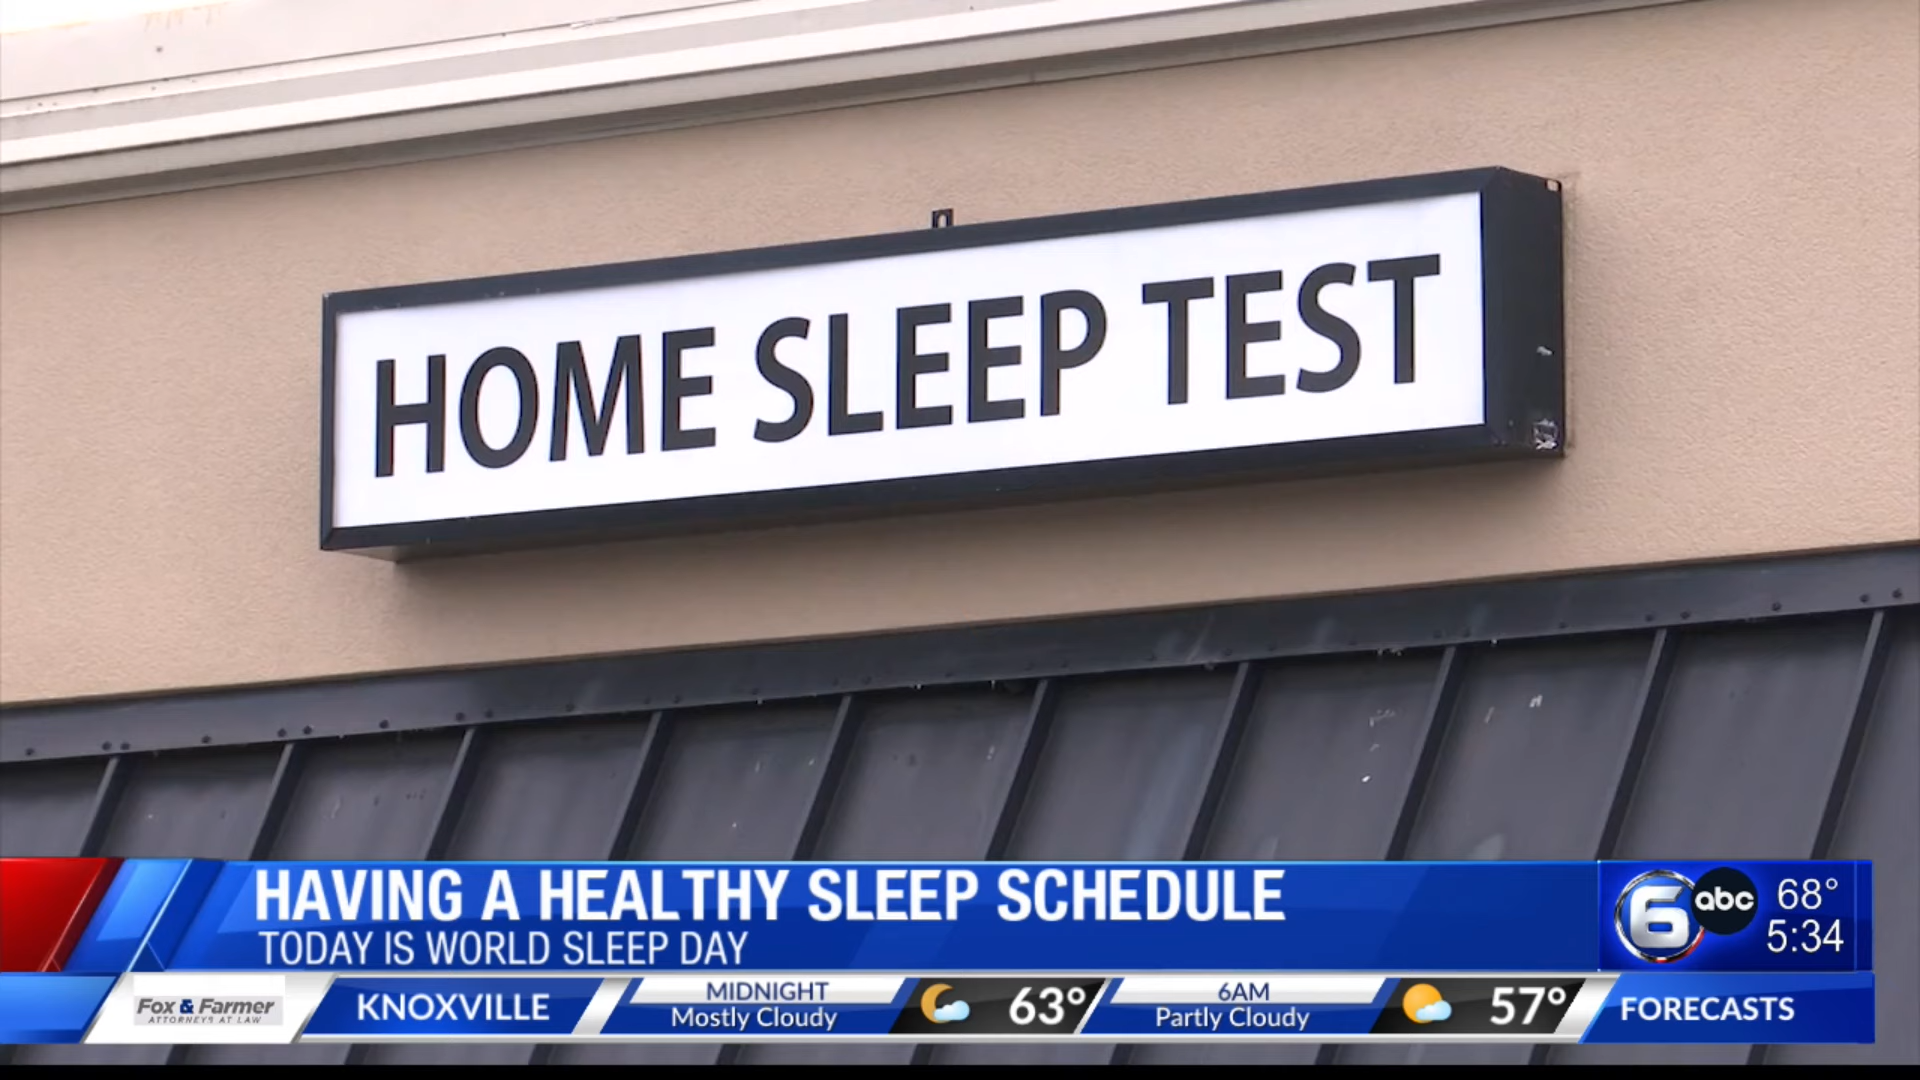 HOME SLEEP TEST
HAVING A HEALTHY SLEEP SCHEDULE
TODAY IS WORLD SLEEP DAY
6 abc 68°
5:34
Fox & Farmer
ATTORNEYS AT LAW
KNOXVILLE
MIDNIGHT
Mostly Cloudy
63°
6AM
Partly Cloudy
57°
FORECASTS